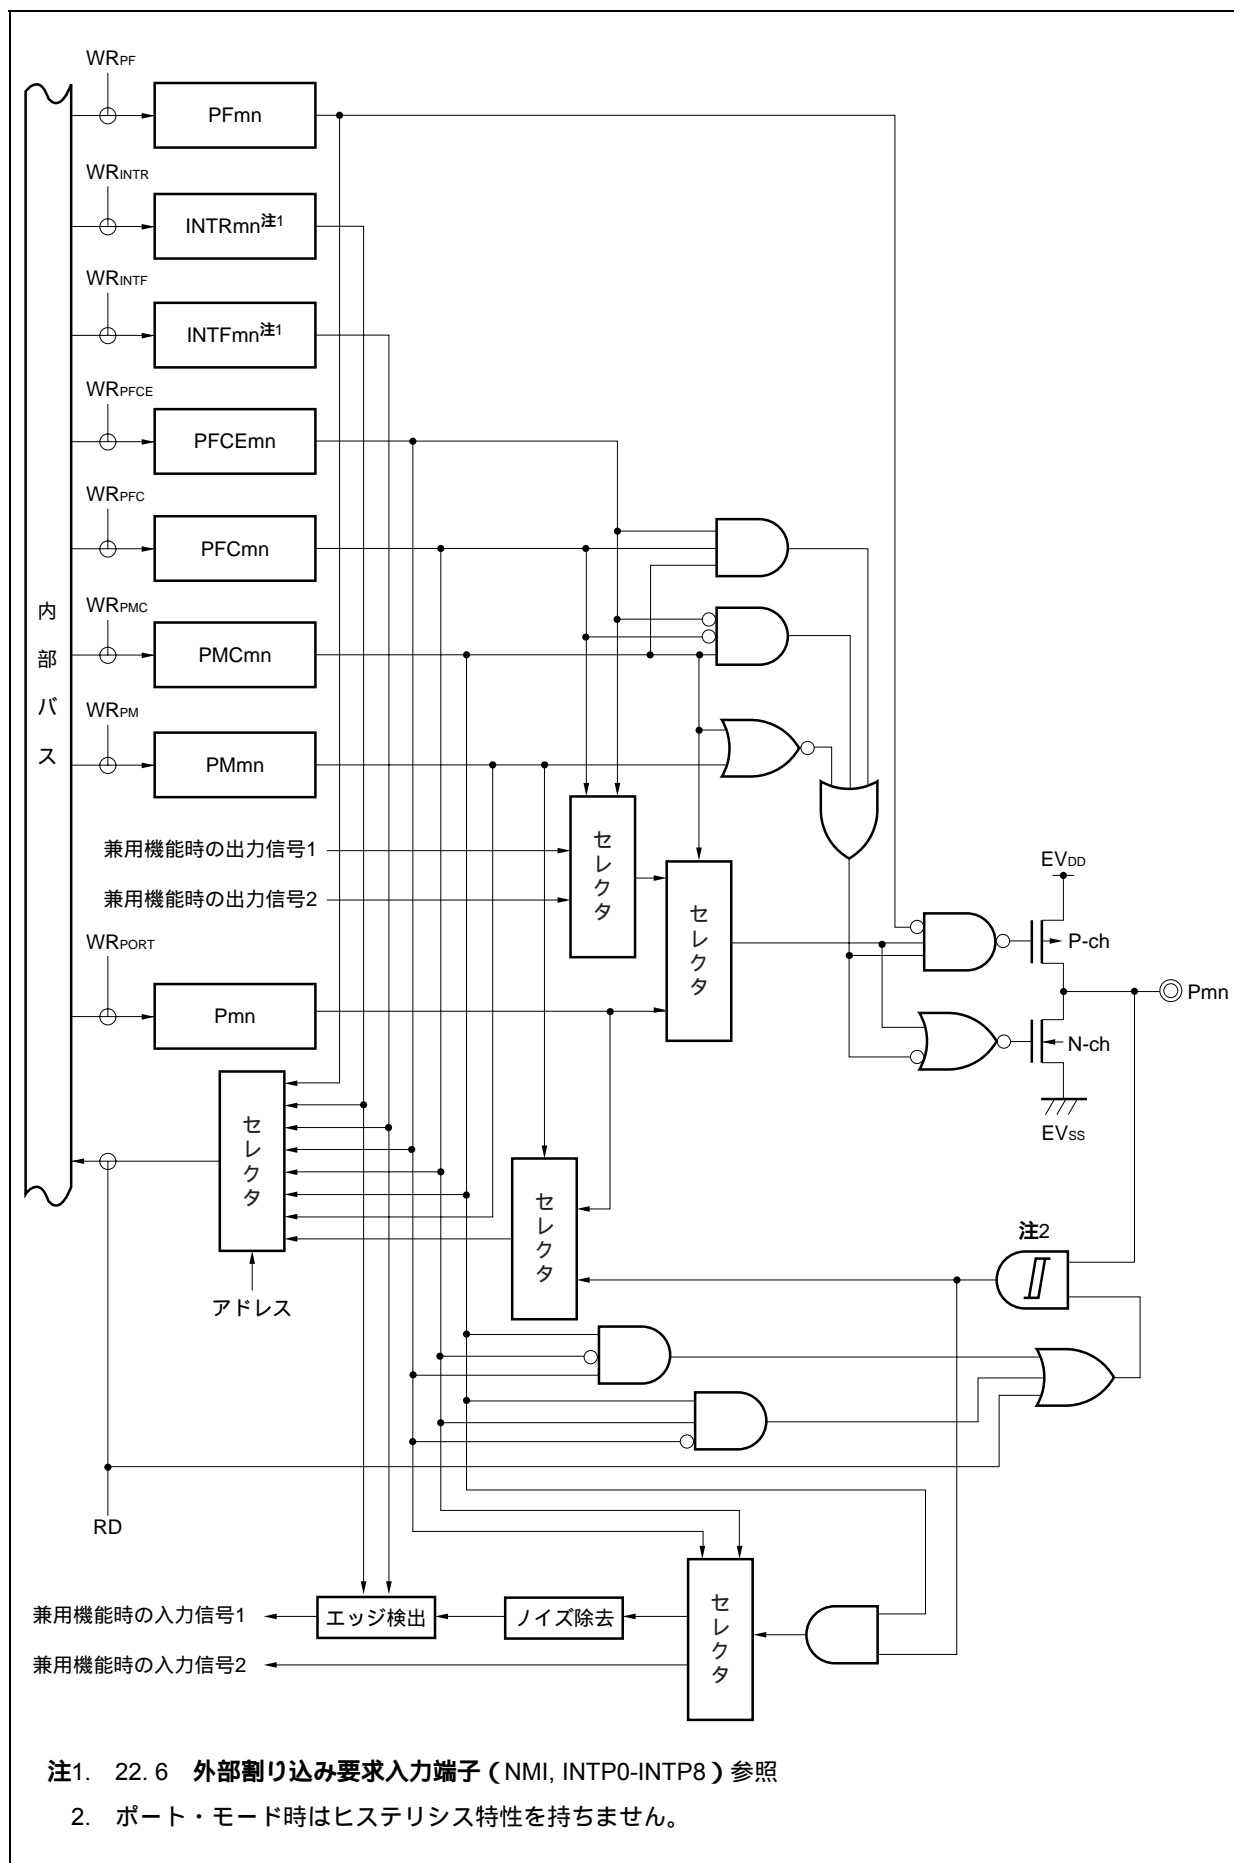 WRPF
PFmn
WRINTR
INTRmn注1
WRINTF
INTFmn注1
WRPFCE
PFCEmn
WRPFC
PFCmn
内部バス
WRPMC
PMCmn
WRPM
PMmn
兼用機能時の出力信号1
兼用機能時の出力信号2
セレクタ
セレクタ
EVDD
P-ch
WRPORT
Pmn
Pmn
N-ch
EVSS
セレクタ
セレクタ
アドレス
注2
RD
セレクタ
兼用機能時の入力信号1
エッジ検出
ノイズ除去
兼用機能時の入力信号2
注1. 22. 6 外部割り込み要求入力端子（NMI, INTP0-INTP8）参照
2. ポート・モード時はヒステリシス特性を持ちません。